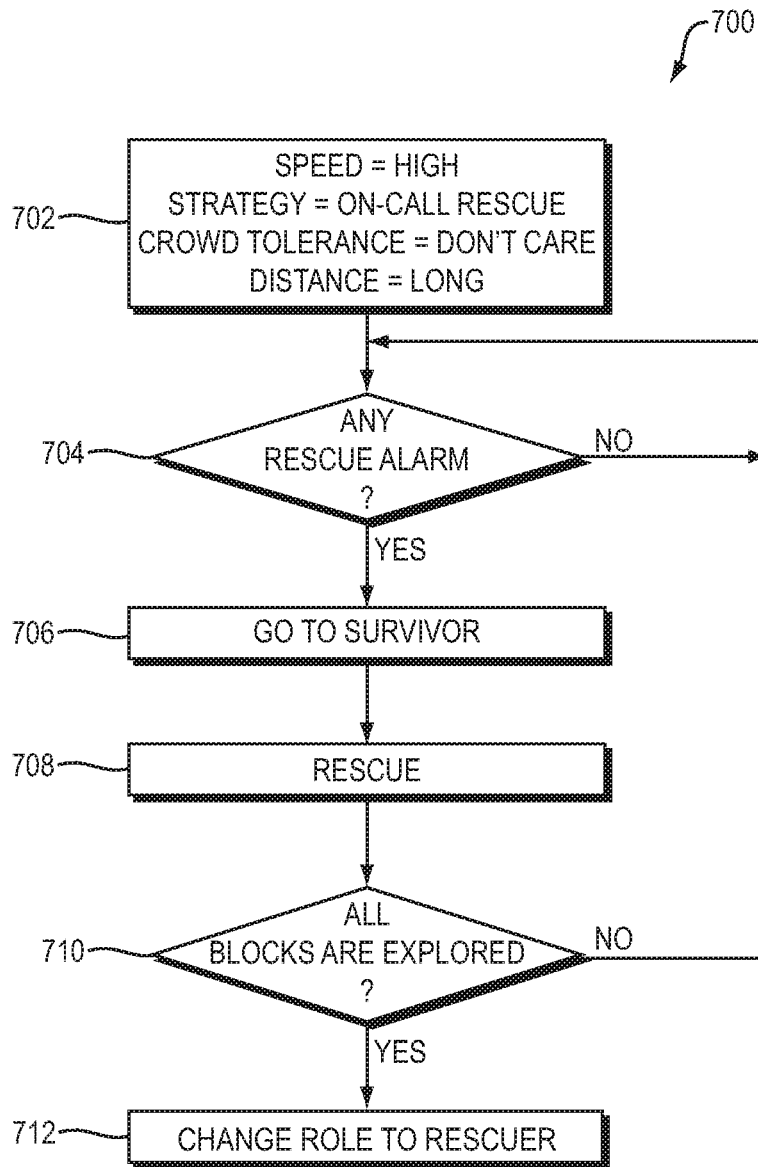 700
702
SPEED = HIGH
STRATEGY = ON-CALL RESCUE
CROWD TOLERANCE = DON'T CARE
DISTANCE = LONG
704
ANY
RESCUE ALARM
?
NO
YES
706
GO TO SURVIVOR
708
RESCUE
710
ALL
BLOCKS ARE EXPLORED
?
NO
YES
712
CHANGE ROLE TO RESCUER